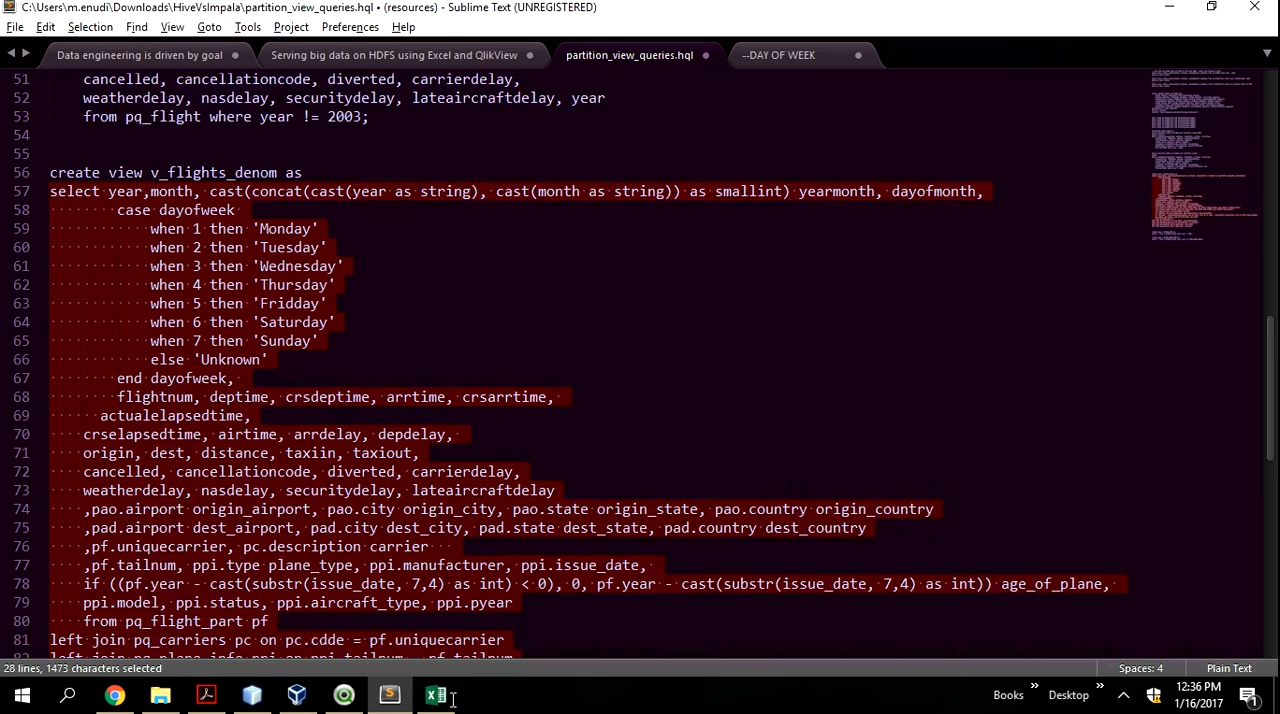 C:\Users\m.enudi\Downloads\HiveVsImpala\partition_view_queries.hql • (resources) - Sublime Text (UNREGISTERED)
File Edit Selection Find View Goto Tools Project Preferences Help
Data engineering is driven by goal Serving big data on HDFS using Excel and QlikView partition_view_queries.hql --DAY OF WEEK
51 cancelled, cancellationcode, diverted, carrierdelay,
52 weatherdelay, nasdelay, securitydelay, lateaircraftdelay, year
53 from pq_flight where year != 2003;
54
55
56 create view v_flights_denom as
57 select year,month, cast(concat(cast(year as string), cast(month as string)) as smallint) yearmonth, dayofmonth,
58 case dayofweek
59 when 1 then 'Monday'
60 when 2 then 'Tuesday'
61 when 3 then 'Wednesday'
62 when 4 then 'Thursday'
63 when 5 then 'Fridday'
64 when 6 then 'Saturday'
65 when 7 then 'Sunday'
66 else 'Unknown'
67 end dayofweek,
68 flightnum, deptime, crsdeptime, arrtime, crsarrtime,
69 actualelapsedtime,
70 crselapsedtime, airtime, arrdelay, depdelay,
71 origin, dest, distance, taxiin, taxiout,
72 cancelled, cancellationcode, diverted, carrierdelay,
73 weatherdelay, nasdelay, securitydelay, lateaircraftdelay
74 ,pao.airport origin_airport, pao.city origin_city, pao.state origin_state, pao.country origin_country
75 ,pad.airport dest_airport, pad.city dest_city, pad.state dest_state, pad.country dest_country
76 ,pf.uniquecarrier, pc.description carrier
77 ,pf.tailnum, ppi.type plane_type, ppi.manufacturer, ppi.issue_date,
78 if ((pf.year - cast(substr(issue_date, 7,4) as int) < 0), 0, pf.year - cast(substr(issue_date, 7,4) as int)) age_of_plane,
79 ppi.model, ppi.status, ppi.aircraft_type, ppi.pyear
80 from pq_flight_part pf
81 left join pq_carriers pc on pc.cdde = pf.uniquecarrier
82 left join pq_plane_info ppi on ppi.tailnum = pf.tailnum
28 lines, 1473 characters selected Spaces: 4 Plain Text
Books Desktop 12:36 PM
1/16/2017
1